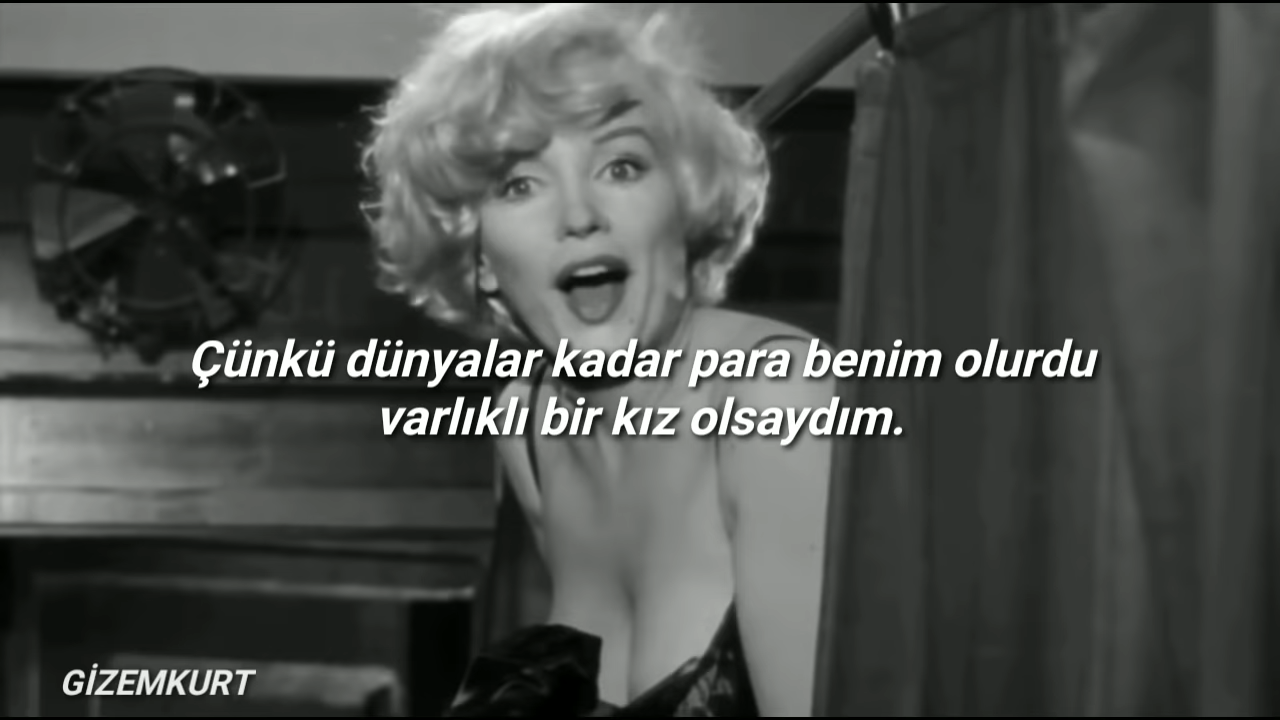 Çünkü dünyalar kadar para benim olurdu
varlıklı bir kız olsaydım.
GİZEMKURT